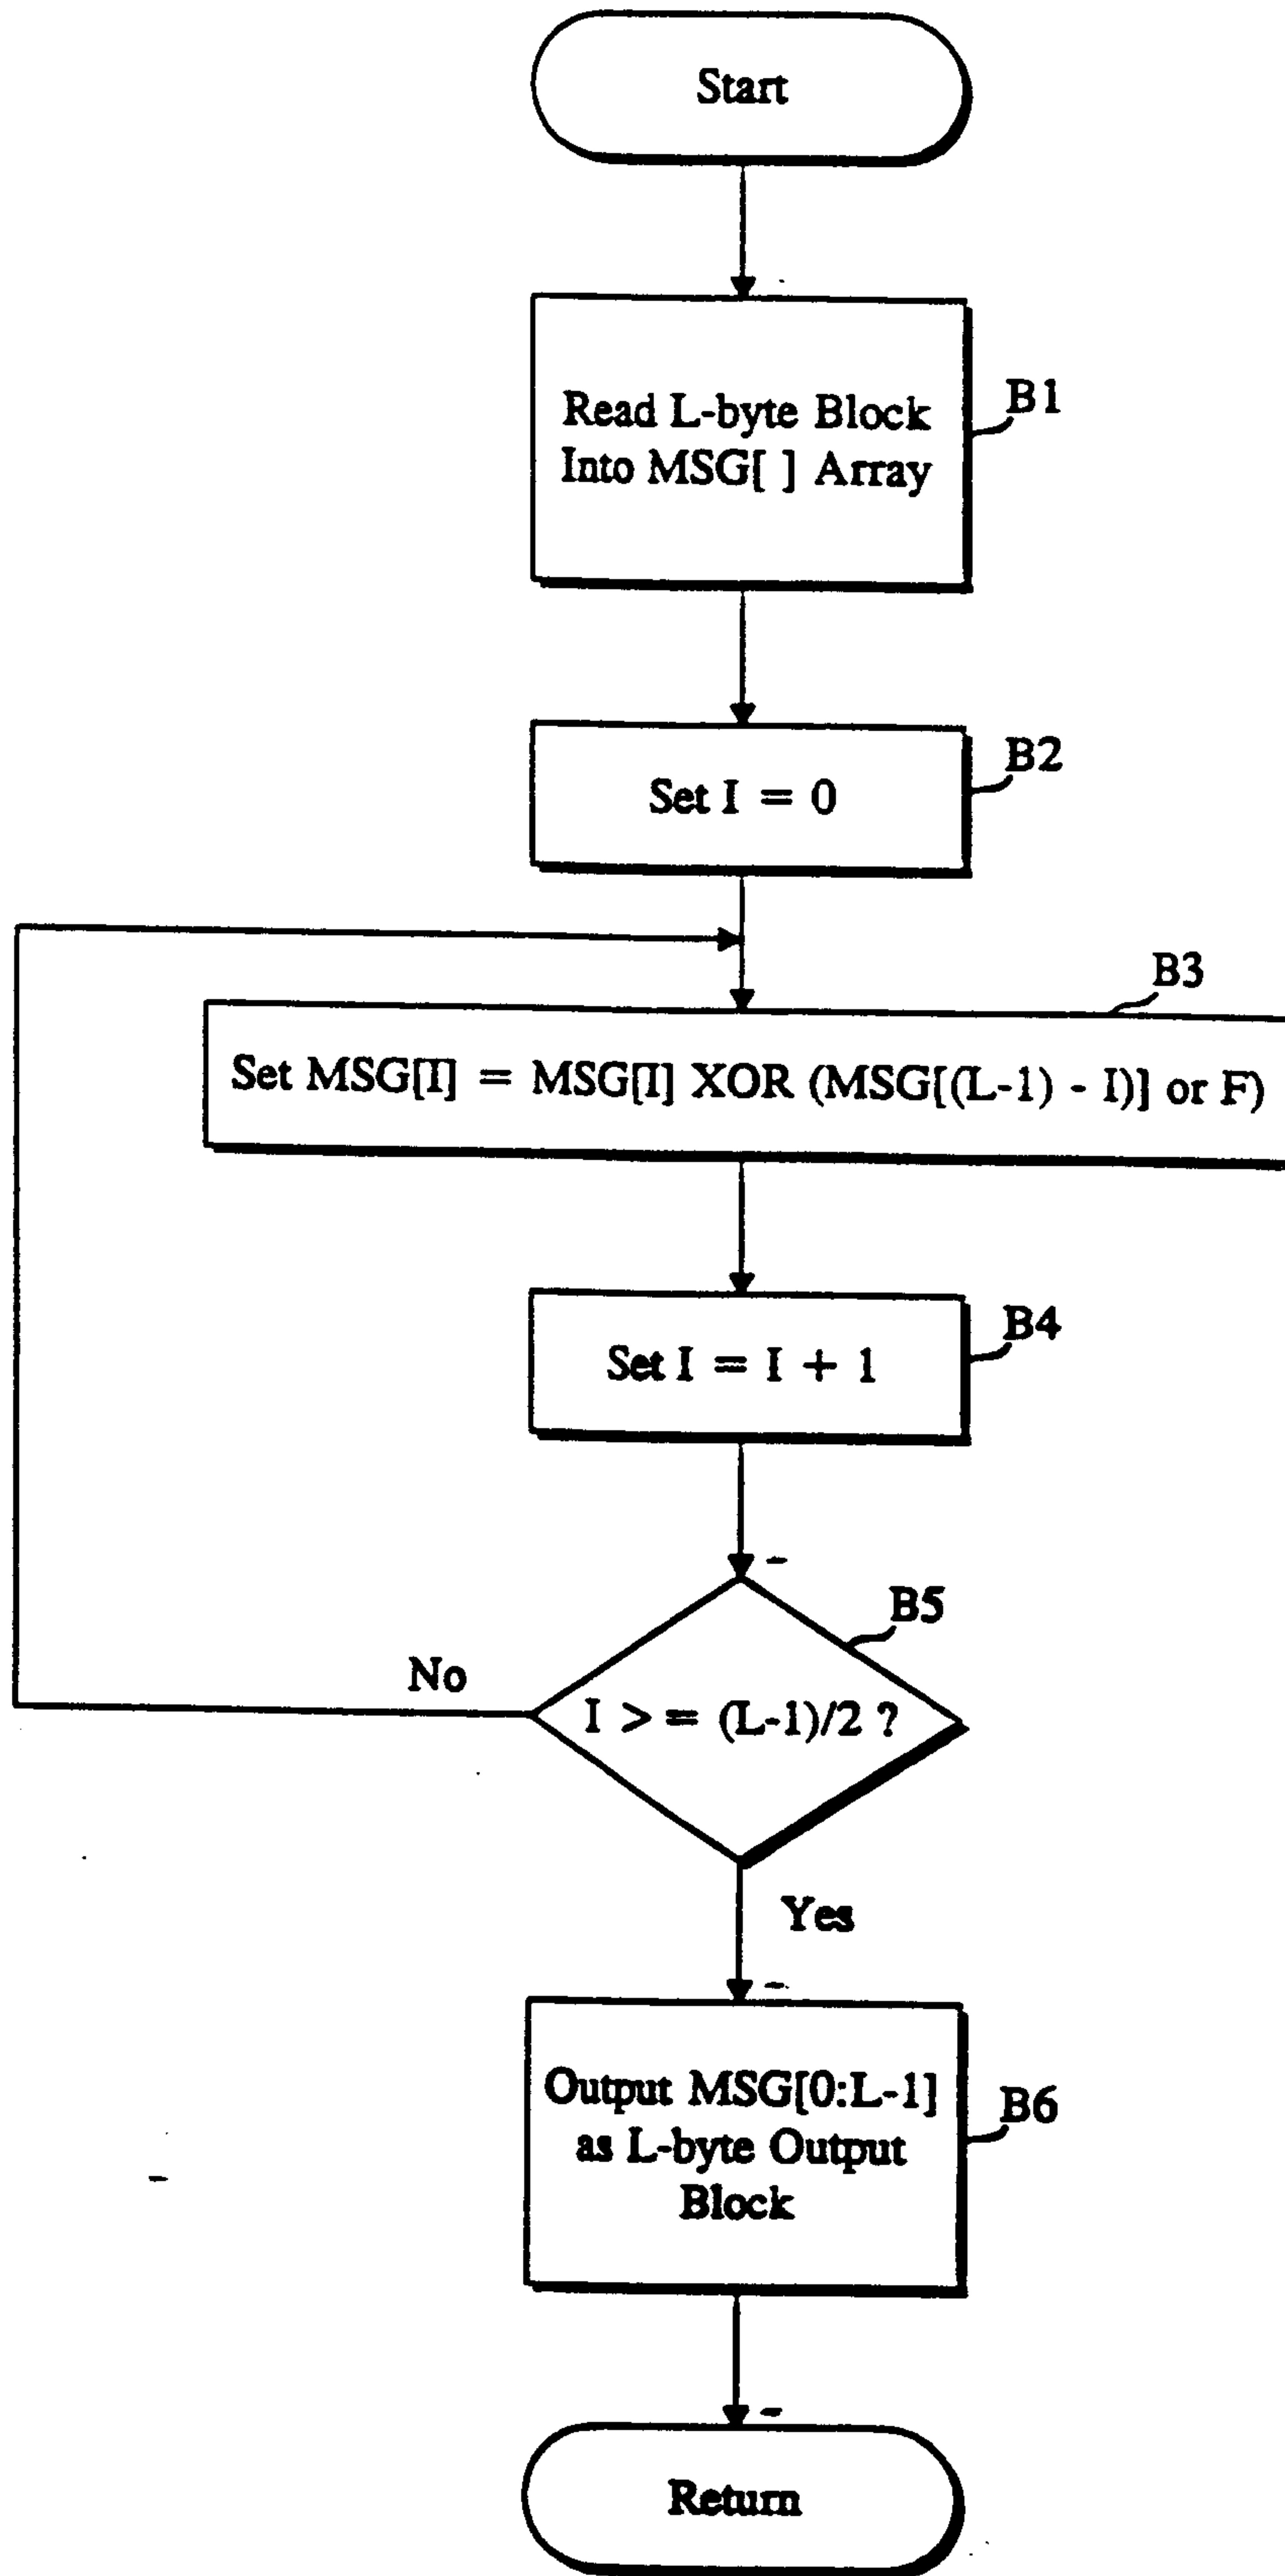 Start
Read L-byte Block
Into MSG[ ] Array
B1
Set I = 0
B2
B3
Set MSG[I] = MSG[I] XOR (MSG[(L-1) - I)] or F)
Set I = I + 1
B4
B5
No
I > = (L-1)/2 ?
Yes
Output MSG[0:L-1]
as L-byte Output
Block
B6
Return